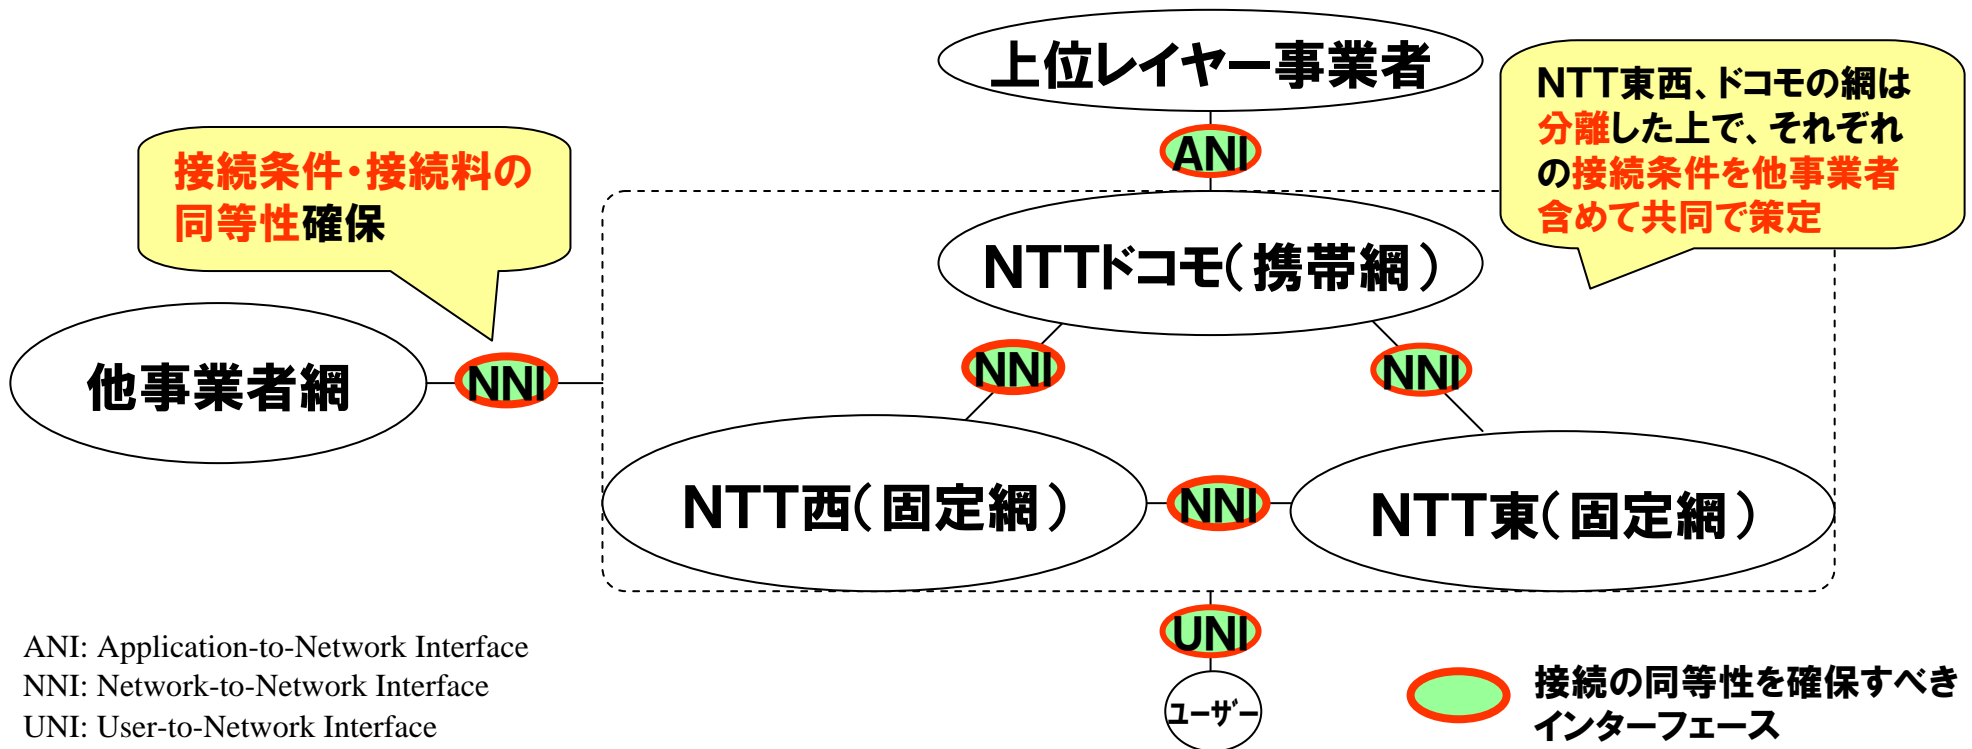 上位レイヤー事業者
NTT東西、ドコモの網は
分離した上で、それぞれ
の接続条件を他事業者
含めて共同で策定
ANI
接続条件・接続料の
同等性確保
NTTドコモ(携帯網)
他事業者網
NNI
NNI
NNI
NTT西(固定網)
NNI
NTT東(固定網)
UNI
ユーザー
ANI: Application-to-Network Interface
NNI: Network-to-Network Interface
UNI: User-to-Network Interface
接続の同等性を確保すべき
インターフェース